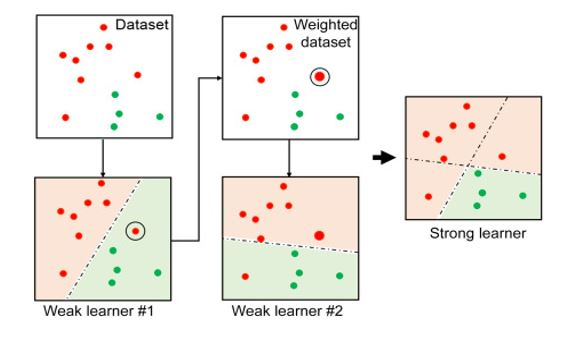 Dataset
Weighted
dataset
Weak learner #1
Weak learner #2
Strong learner